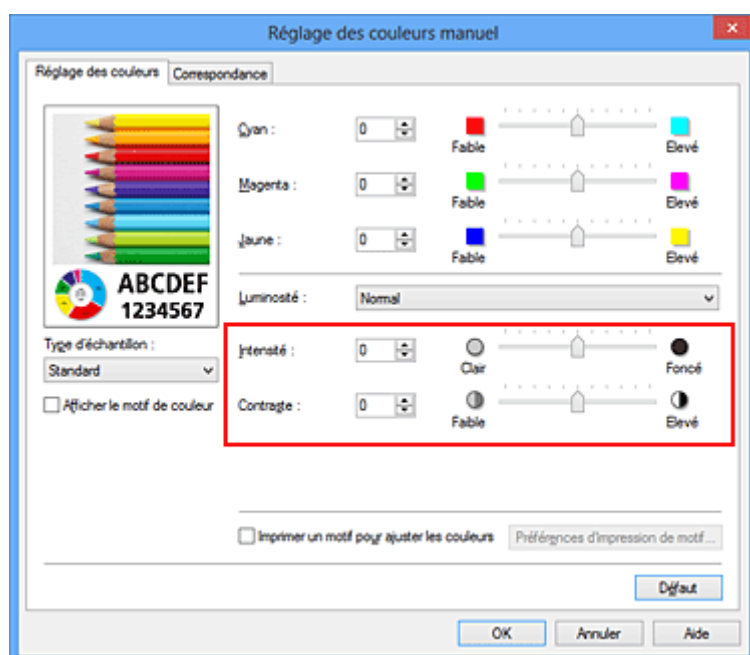 Réglage des couleurs manuel
Réglage des couleurs
Correspondance
Cyan :
0
Faible
Elevé
Magenta :
0
Faible
Elevé
Jaune :
0
Faible
Elevé
ABCDEF
1234567
Luminosité :
Normal
Type d'échantillon :
Standard
Afficher le motif de couleur
Intensité :
0
Clair
Foncé
Contraste :
0
Faible
Elevé
Imprimer un motif pour ajuster les couleurs
Préférences d'impression de motif...
Défaut
OK
Annuler
Aide